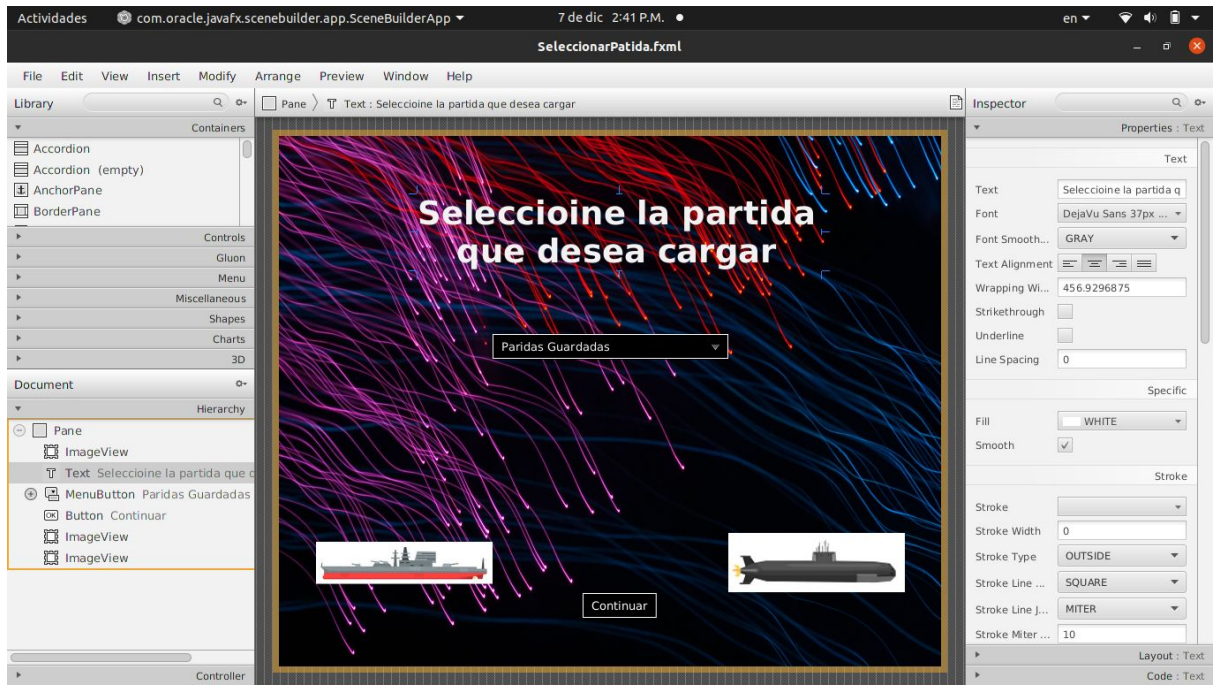 Actividades com.oracle.javafx.scenebuilder.app.SceneBuilderApp 7 de dic 2:41 P.M. en
SeleccionarPatida.fxml
File Edit View Insert Modify Arrange Preview Window Help
Library
Containers
Accordion
Accordion (empty)
AnchorPane
BorderPane
Controls
Gluon
Menu
Miscellaneous
Shapes
Charts
3D
Document
Hierarchy
Pane
ImageView
Text Seleccioine la partida que
MenuButton Paridas Guardadas
OK Button Continuar
ImageView
ImageView
Controller
Pane Text : Seleccioine la partida que desea cargar
Seleccioine la partida
que desea cargar
Paridas Guardadas
Continuar
Inspector
Properties : Text
Text
Text Seleccioine la partida q
Font DejaVu Sans 37px ...
Font Smooth... GRAY
Text Alignment
Wrapping Wi... 456.9296875
Strikethrough
Underline
Line Spacing 0
Specific
Fill WHITE
Smooth
Stroke
Stroke
Stroke Width 0
Stroke Type OUTSIDE
Stroke Line ... SQUARE
Stroke Line J... MITER
Stroke Miter ... 10
Layout : Text
Code : Text